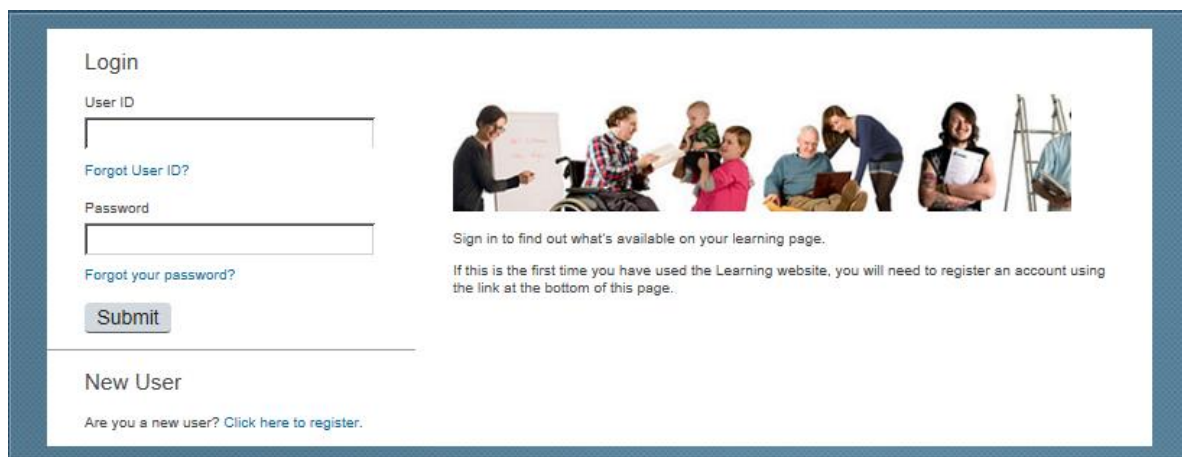 Login
User ID
Forgot User ID?
Password
Forgot your password?
Submit
New User
Are you a new user? Click here to register.
Sign in to find out what's available on your learning page.
If this is the first time you have used the Learning website, you will need to register an account using
the link at the bottom of this page.